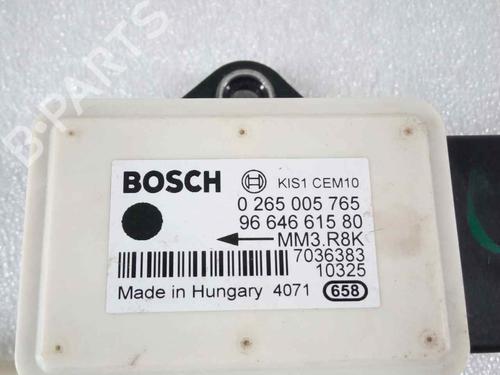 B-PARTS
BOSCH KIS1 CEM10
0 265 005 765
96 646 615 80
MM3.R8K
7036383
10325
Made in Hungary 4071 658